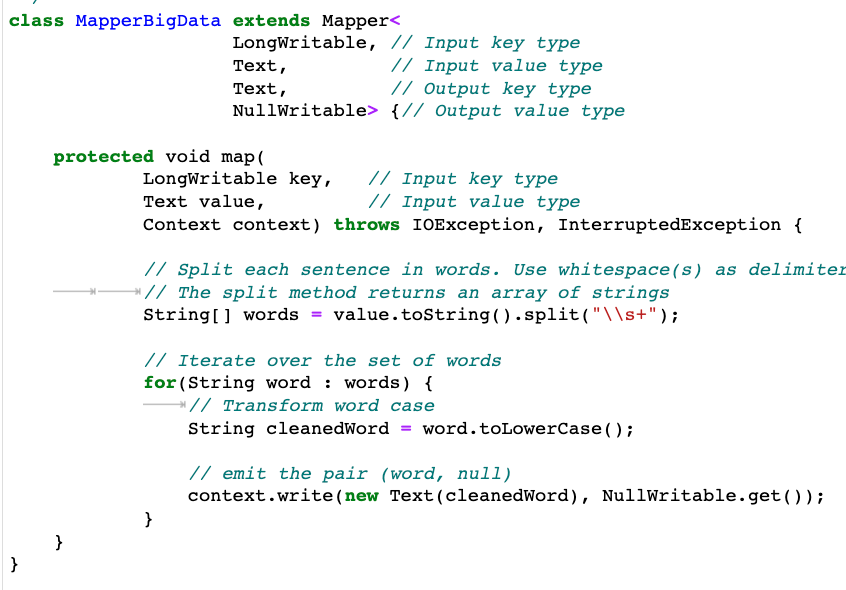 class MapperBigData extends Mapper<
LongWritable, // Input key type
Text, // Input value type
Text, // Output key type
NullWritable> {// Output value type
protected void map(
LongWritable key, // Input key type
Text value, // Input value type
Context context) throws IOException, InterruptedException {
// Split each sentence in words. Use whitespace(s) as delimiter
// The split method returns an array of strings
String[] words = value.toString().split("\\s+");
// Iterate over the set of words
for(String word : words) {
// Transform word case
String cleanedWord = word.toLowerCase();
// emit the pair (word, null)
context.write(new Text(cleanedWord), NullWritable.get());
}
}
}